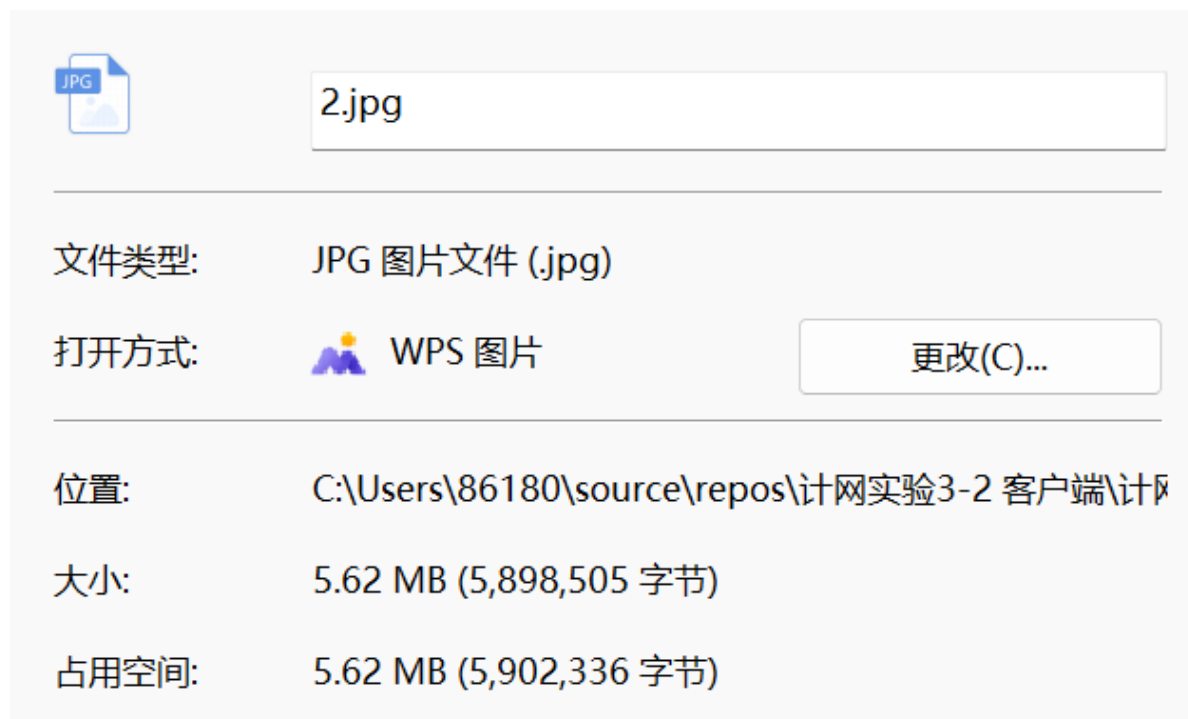 JPG
2.jpg
文件类型: JPG 图片文件 (.jpg)
打开方式: WPS 图片 更改(C)...
位置: C:\Users\86180\source\repos\计网实验3-2 客户端\计网
大小: 5.62 MB (5,898,505 字节)
占用空间: 5.62 MB (5,902,336 字节)